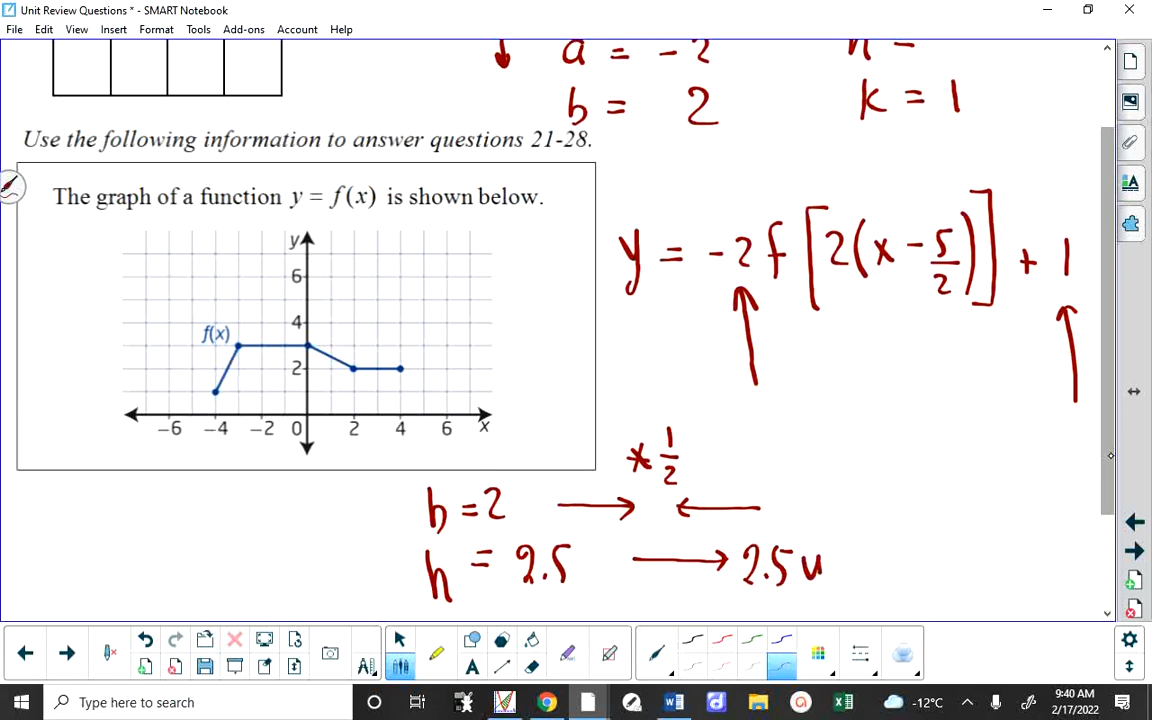 Unit Review Questions * - SMART Notebook
File Edit View Insert Format Tools Add-ons Account Help
a = -2
b = 2
k = 1
Use the following information to answer questions 21-28.
The graph of a function y = f(x) is shown below.
y
6
4
f(x)
2
-6 -4 -2 0 2 4 6 x
y = -2f[2(x - 5/2)] + 1
* 1/2
b = 2
h = 2.5 2.5 u
Type here to search
-12°C
9:40 AM
2/17/2022